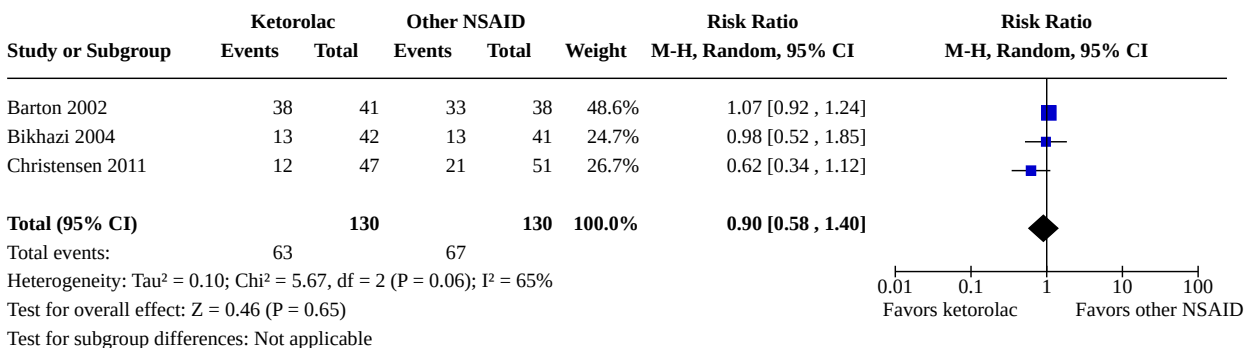 Ketorolac Other NSAID Risk Ratio Risk Ratio
Study or Subgroup Events Total Events Total Weight M-H, Random, 95% CI M-H, Random, 95% CI
Barton 2002 38 41 33 38 48.6% 1.07 [0.92 , 1.24]
Bikhazi 2004 13 42 13 41 24.7% 0.98 [0.52 , 1.85]
Christensen 2011 12 47 21 51 26.7% 0.62 [0.34 , 1.12]
Total (95% CI) 130 130 100.0% 0.90 [0.58 , 1.40]
Total events: 63 67
Heterogeneity: Tau² = 0.10; Chi² = 5.67, df = 2 (P = 0.06); I² = 65%
0.01 0.1 1 10 100
Test for overall effect: Z = 0.46 (P = 0.65)
Favors ketorolac Favors other NSAID
Test for subgroup differences: Not applicable